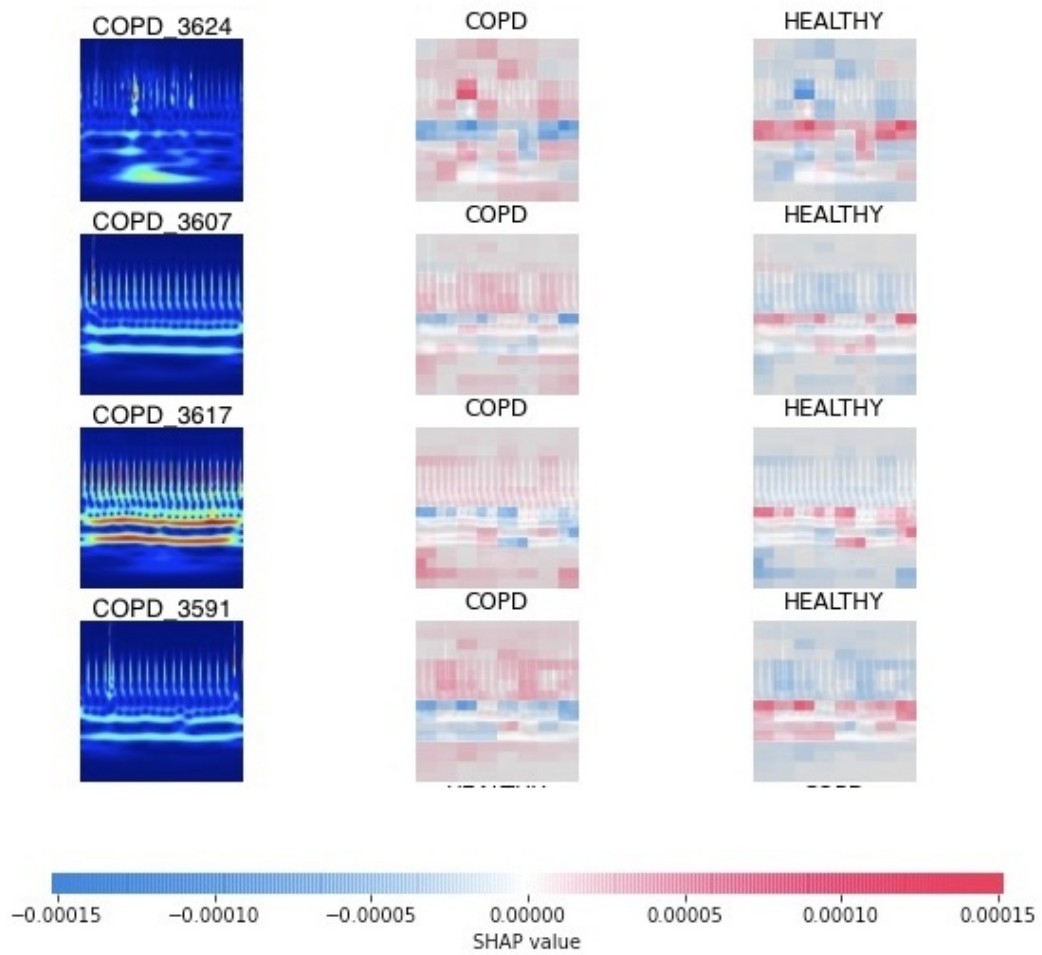 COPD_3624 COPD HEALTHY
COPD_3607 COPD HEALTHY
COPD_3617 COPD HEALTHY
COPD_3591 COPD HEALTHY
−0.00015 −0.00010 −0.00005 0.00000 0.00005 0.00010 0.00015
SHAP value